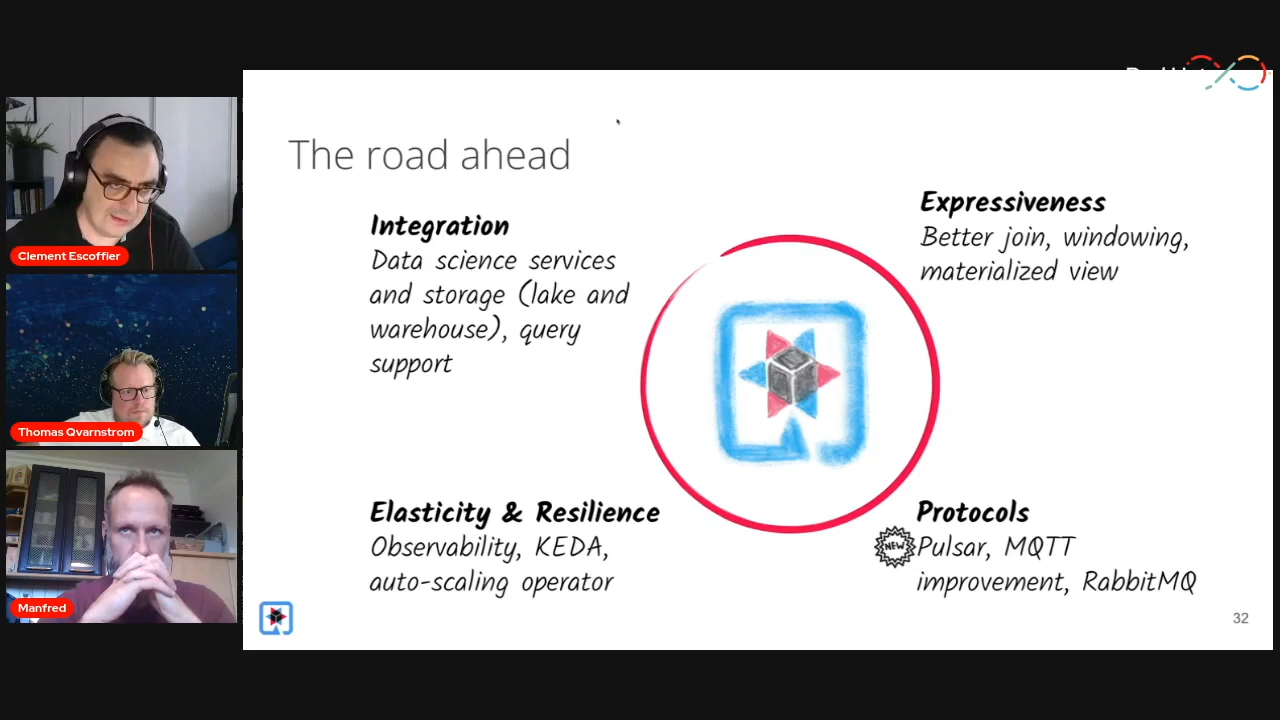 The road ahead
Integration
Data science services
and storage (lake and
warehouse), query
support
Expressiveness
Better join, windowing,
materialized view
Elasticity & Resilience
Observability, KEDA,
auto-scaling operator
Protocols
NEW
Pulsar, MQTT
improvement, RabbitMQ
32
Clement Escoffier
Thomas Qvarnstrom
Manfred